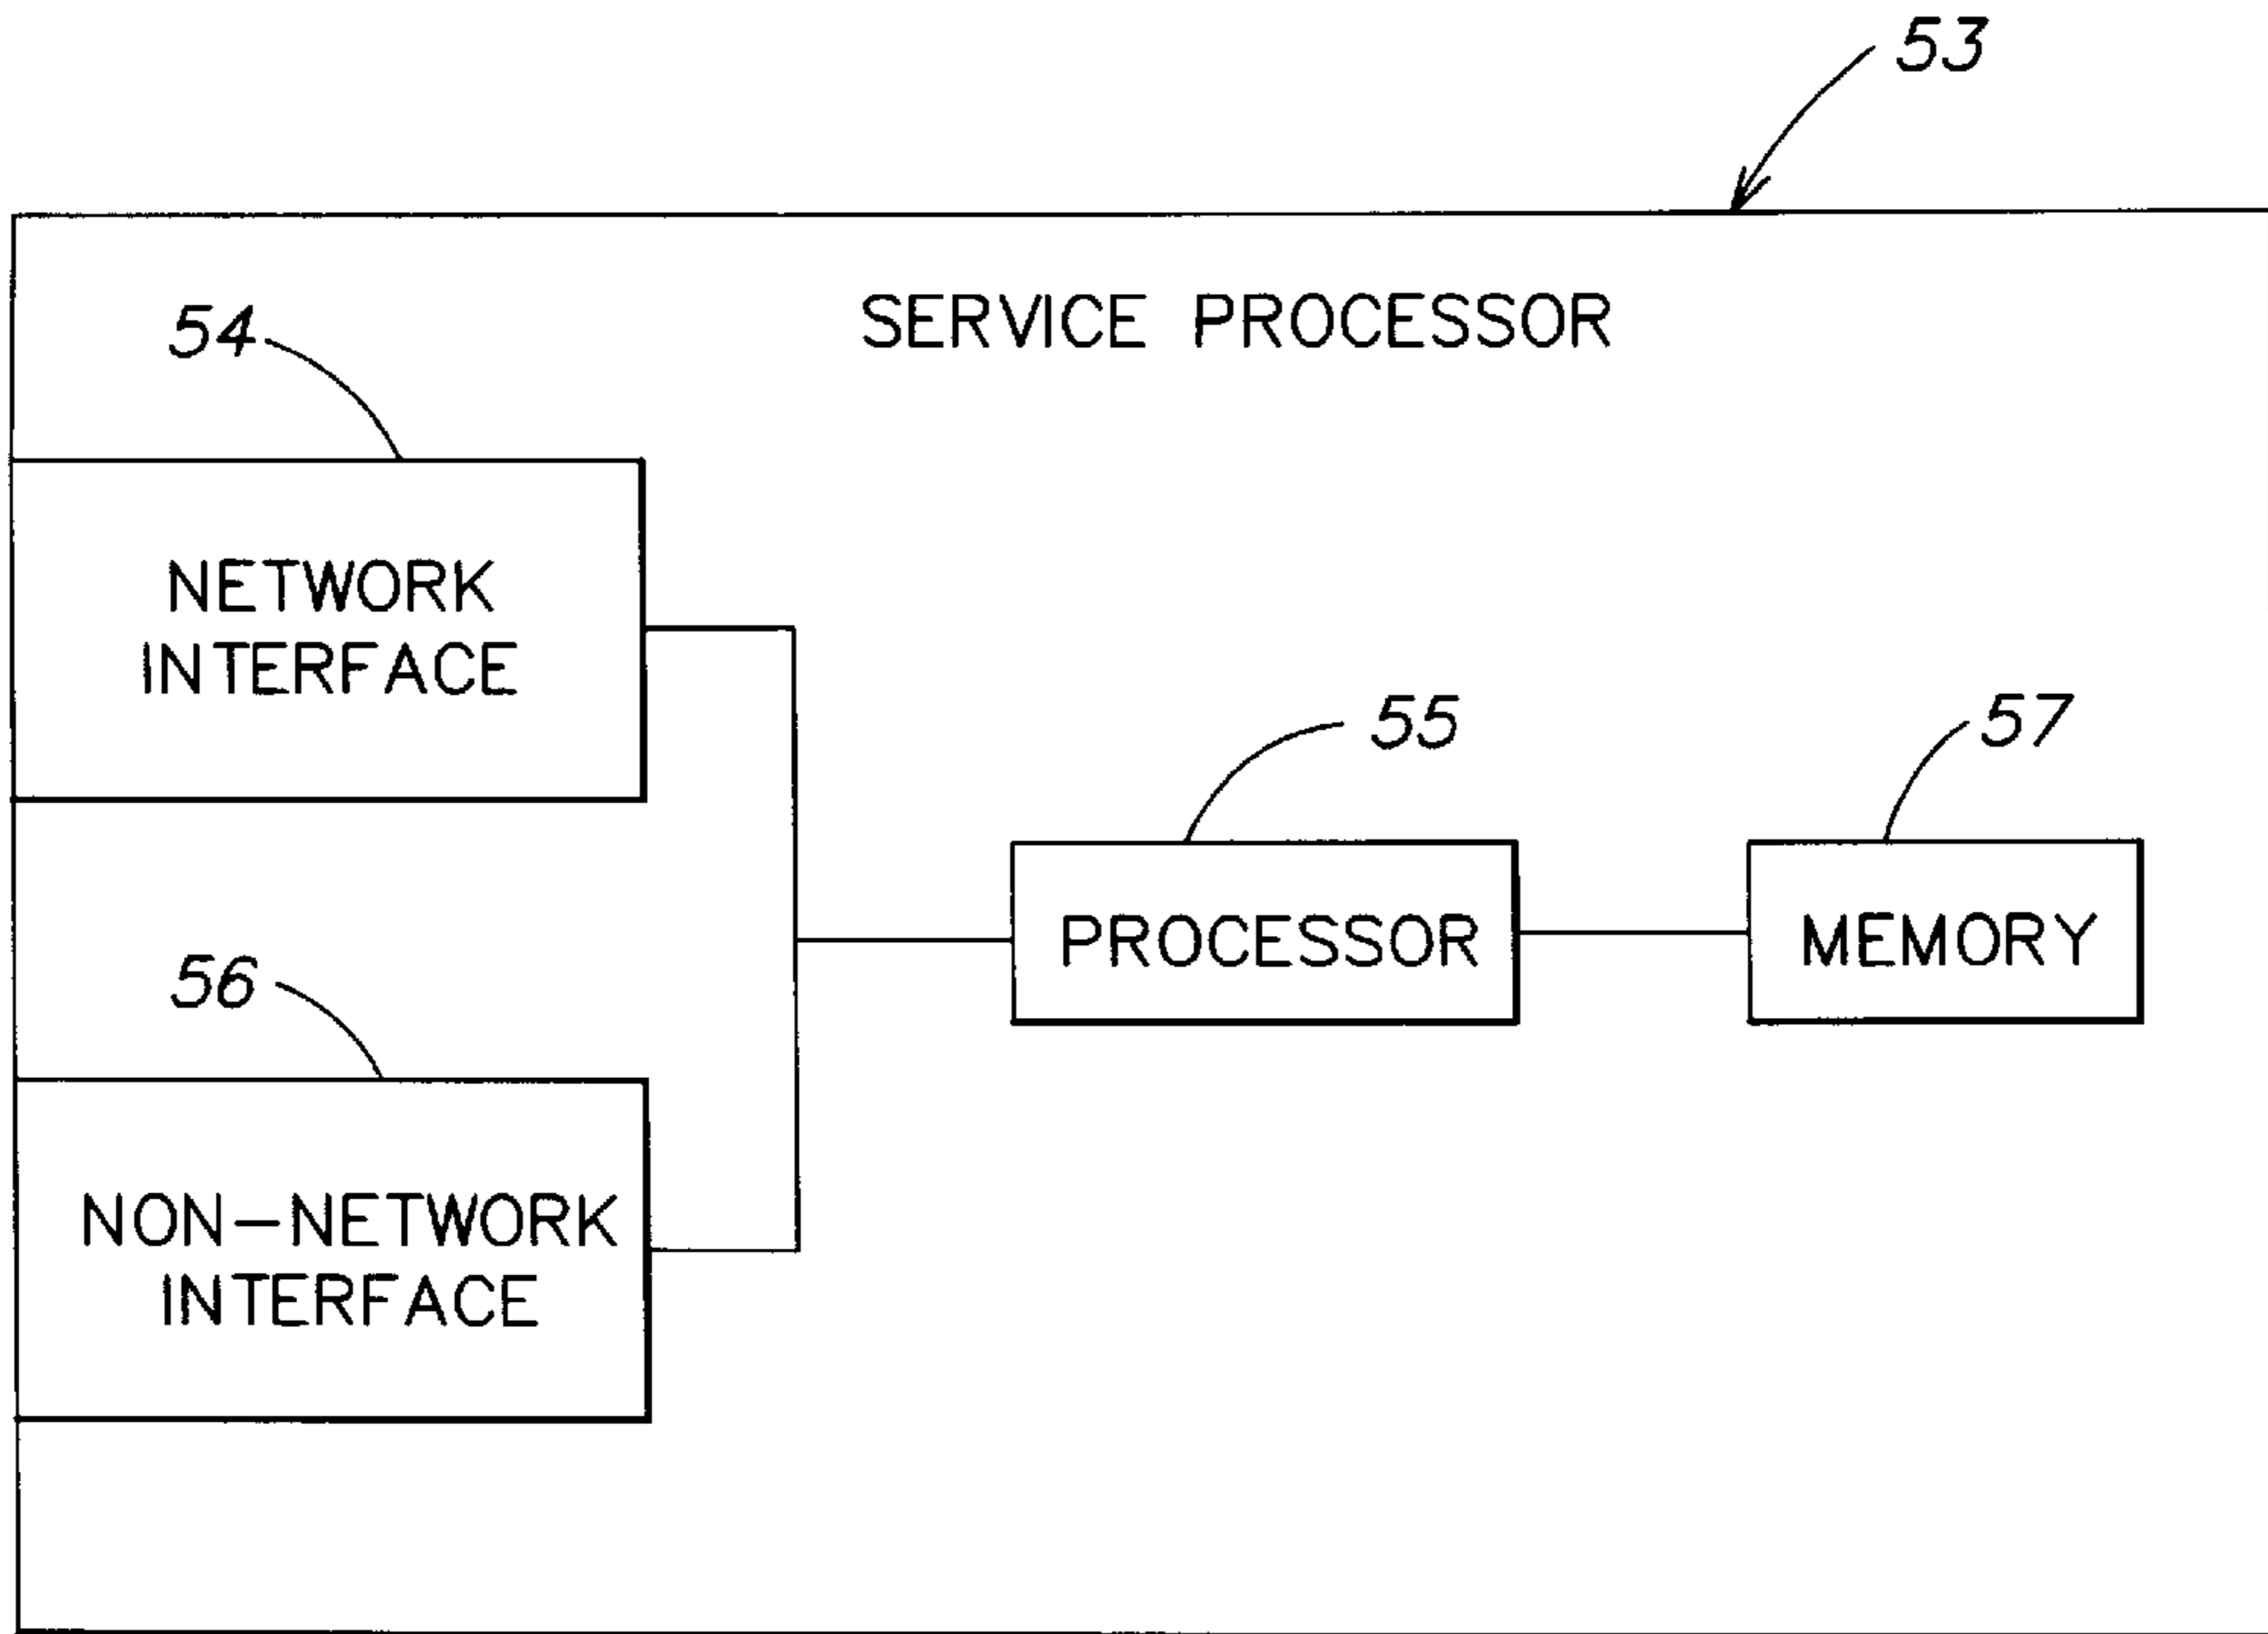 53
SERVICE PROCESSOR
54
NETWORK
INTERFACE
55
57
PROCESSOR
MEMORY
56
NON-NETWORK
INTERFACE